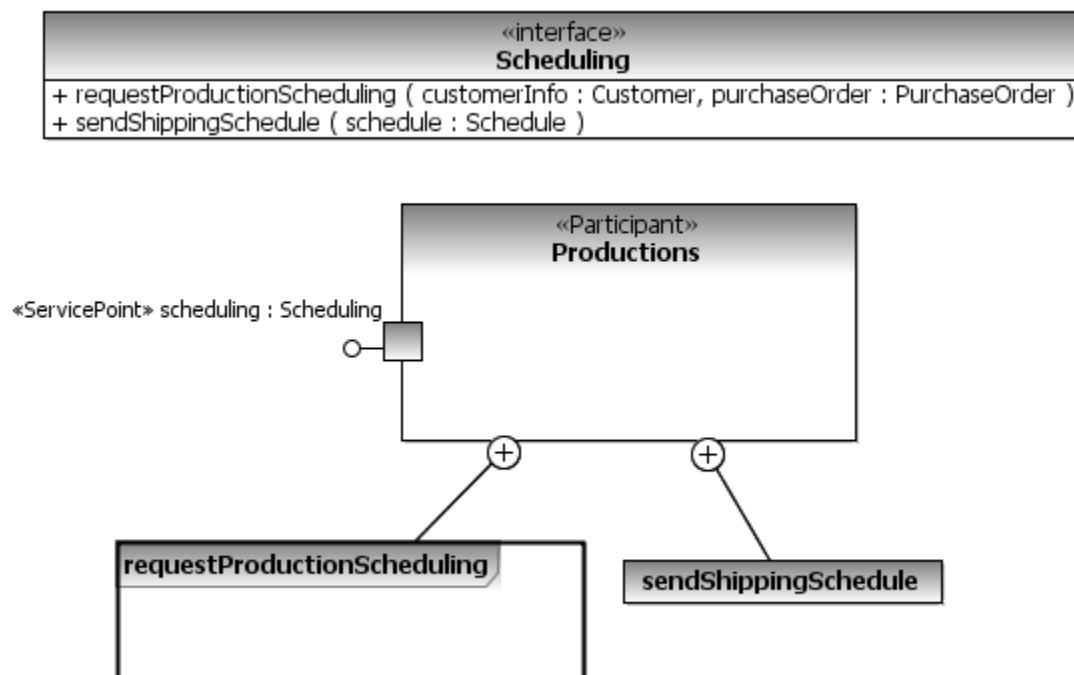 «interface»
Scheduling
+ requestProductionScheduling ( customerInfo : Customer, purchaseOrder : PurchaseOrder )
+ sendShippingSchedule ( schedule : Schedule )
«Participant»
Productions
«ServicePoint» scheduling : Scheduling
requestProductionScheduling
sendShippingSchedule